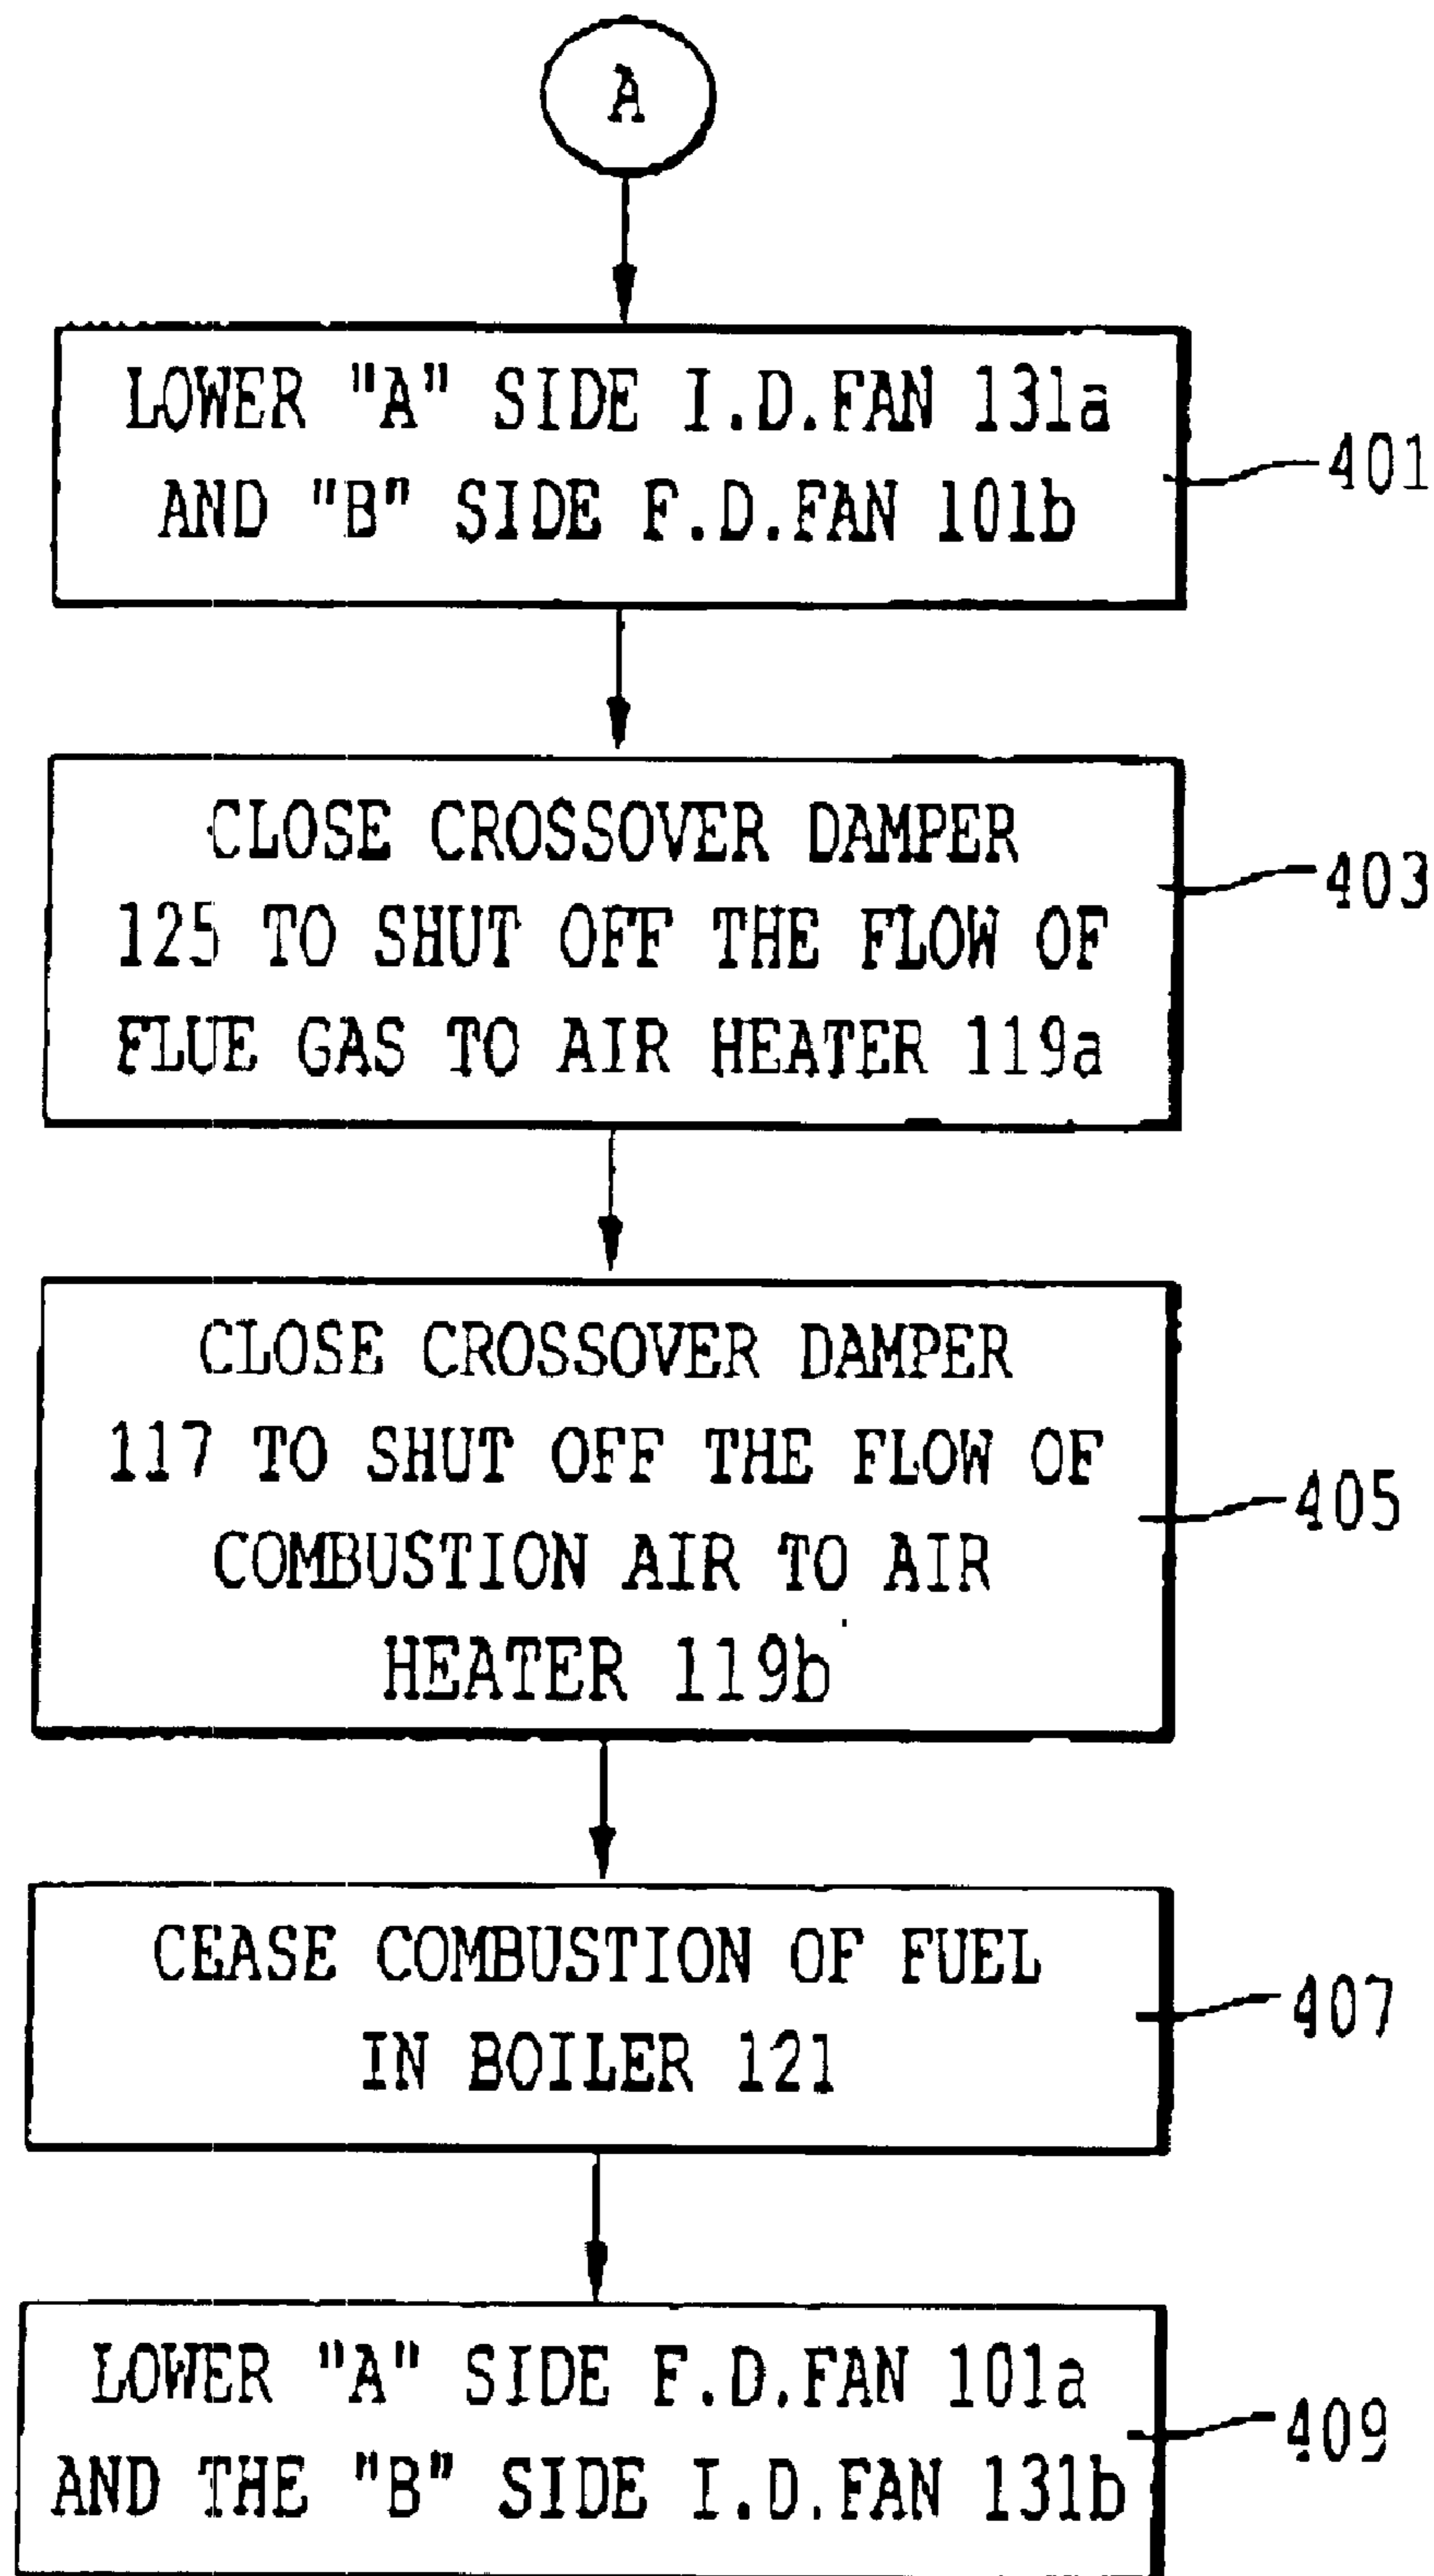 A
LOWER "A" SIDE I.D.FAN 131a
AND "B" SIDE F.D.FAN 101b
401
CLOSE CROSSOVER DAMPER
125 TO SHUT OFF THE FLOW OF
FLUE GAS TO AIR HEATER 119a
403
CLOSE CROSSOVER DAMPER
117 TO SHUT OFF THE FLOW OF
COMBUSTION AIR TO AIR
HEATER 119b
405
CEASE COMBUSTION OF FUEL
IN BOILER 121
407
LOWER "A" SIDE F.D.FAN 101a
AND THE "B" SIDE I.D.FAN 131b
409